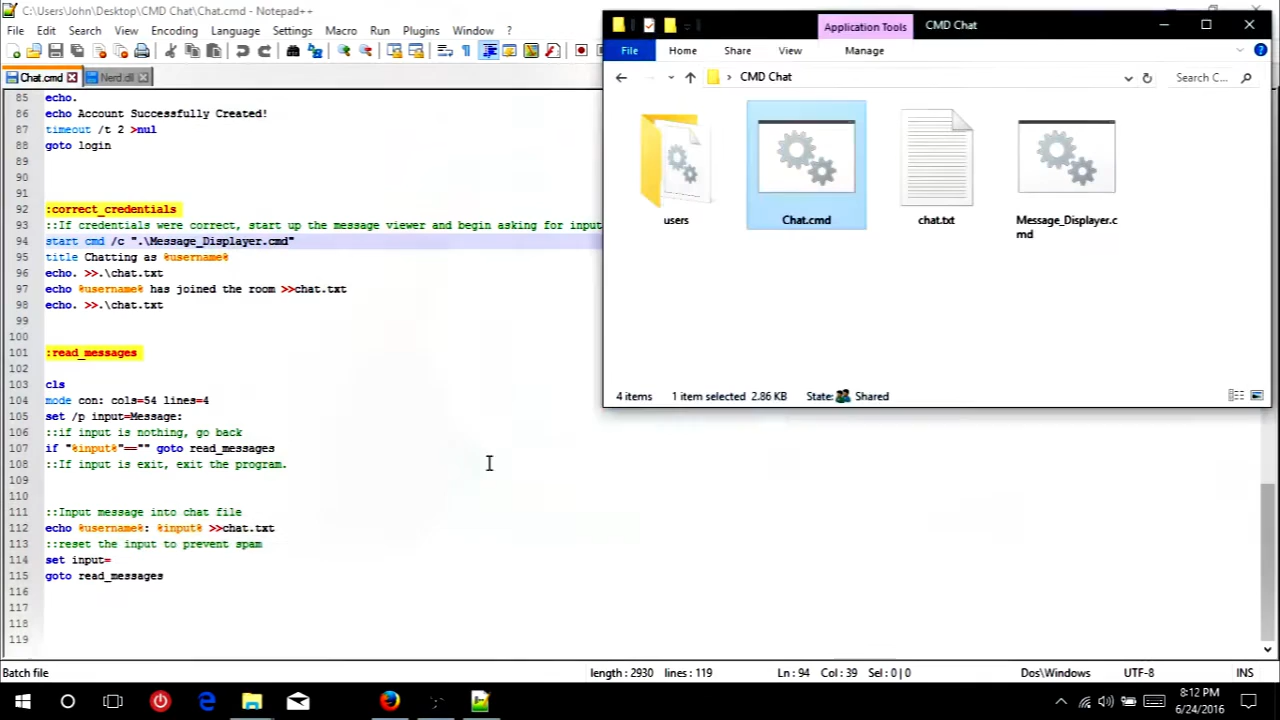 C:\Users\John\Desktop\CMD Chat\Chat.cmd - Notepad++
File Edit Search View Encoding Language Settings Macro Run Plugins Window ?
Chat.cmd Nerd.dll
85 echo.
86 echo Account Successfully Created!
87 timeout /t 2 >nul
88 goto login
89
90
91
92 :correct_credentials
93 ::If credentials were correct, start up the message viewer and begin asking for input
94 start cmd /c ".\Message_Displayer.cmd"
95 title Chatting as %username%
96 echo. >>.\chat.txt
97 echo %username% has joined the room >>chat.txt
98 echo. >>.\chat.txt
99
100
101 :read_messages
102
103 cls
104 mode con: cols=54 lines=4
105 set /p input=Message:
106 ::if input is nothing, go back
107 if "%input%"=="" goto read_messages
108 ::If input is exit, exit the program.
109
110
111 ::Input message into chat file
112 echo %username%: %input% >>chat.txt
113 ::reset the input to prevent spam
114 set input=
115 goto read_messages
116
117
118
119
Batch file length : 2930 lines : 119 Ln : 94 Col : 39 Sel : 0 | 0 Dos\Windows UTF-8 INS
Application Tools CMD Chat
File Home Share View Manage
CMD Chat Search C...
users Chat.cmd chat.txt Message_Displayer.c
md
4 items 1 item selected 2.86 KB State: Shared
8:12 PM
6/24/2016